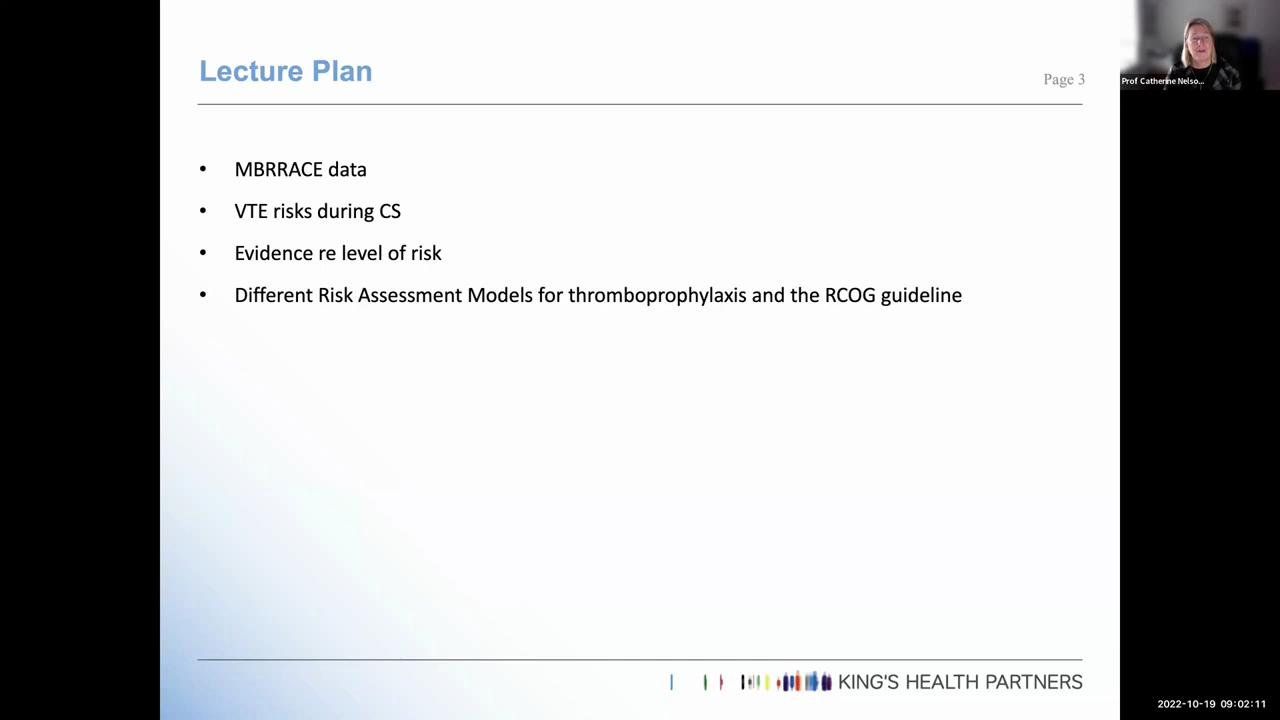 Lecture Plan
Page 3
Prof Catherine Nelso...
• MBRRACE data
• VTE risks during CS
• Evidence re level of risk
• Different Risk Assessment Models for thromboprophylaxis and the RCOG guideline
KING'S HEALTH PARTNERS
2022-10-19 09:02:11